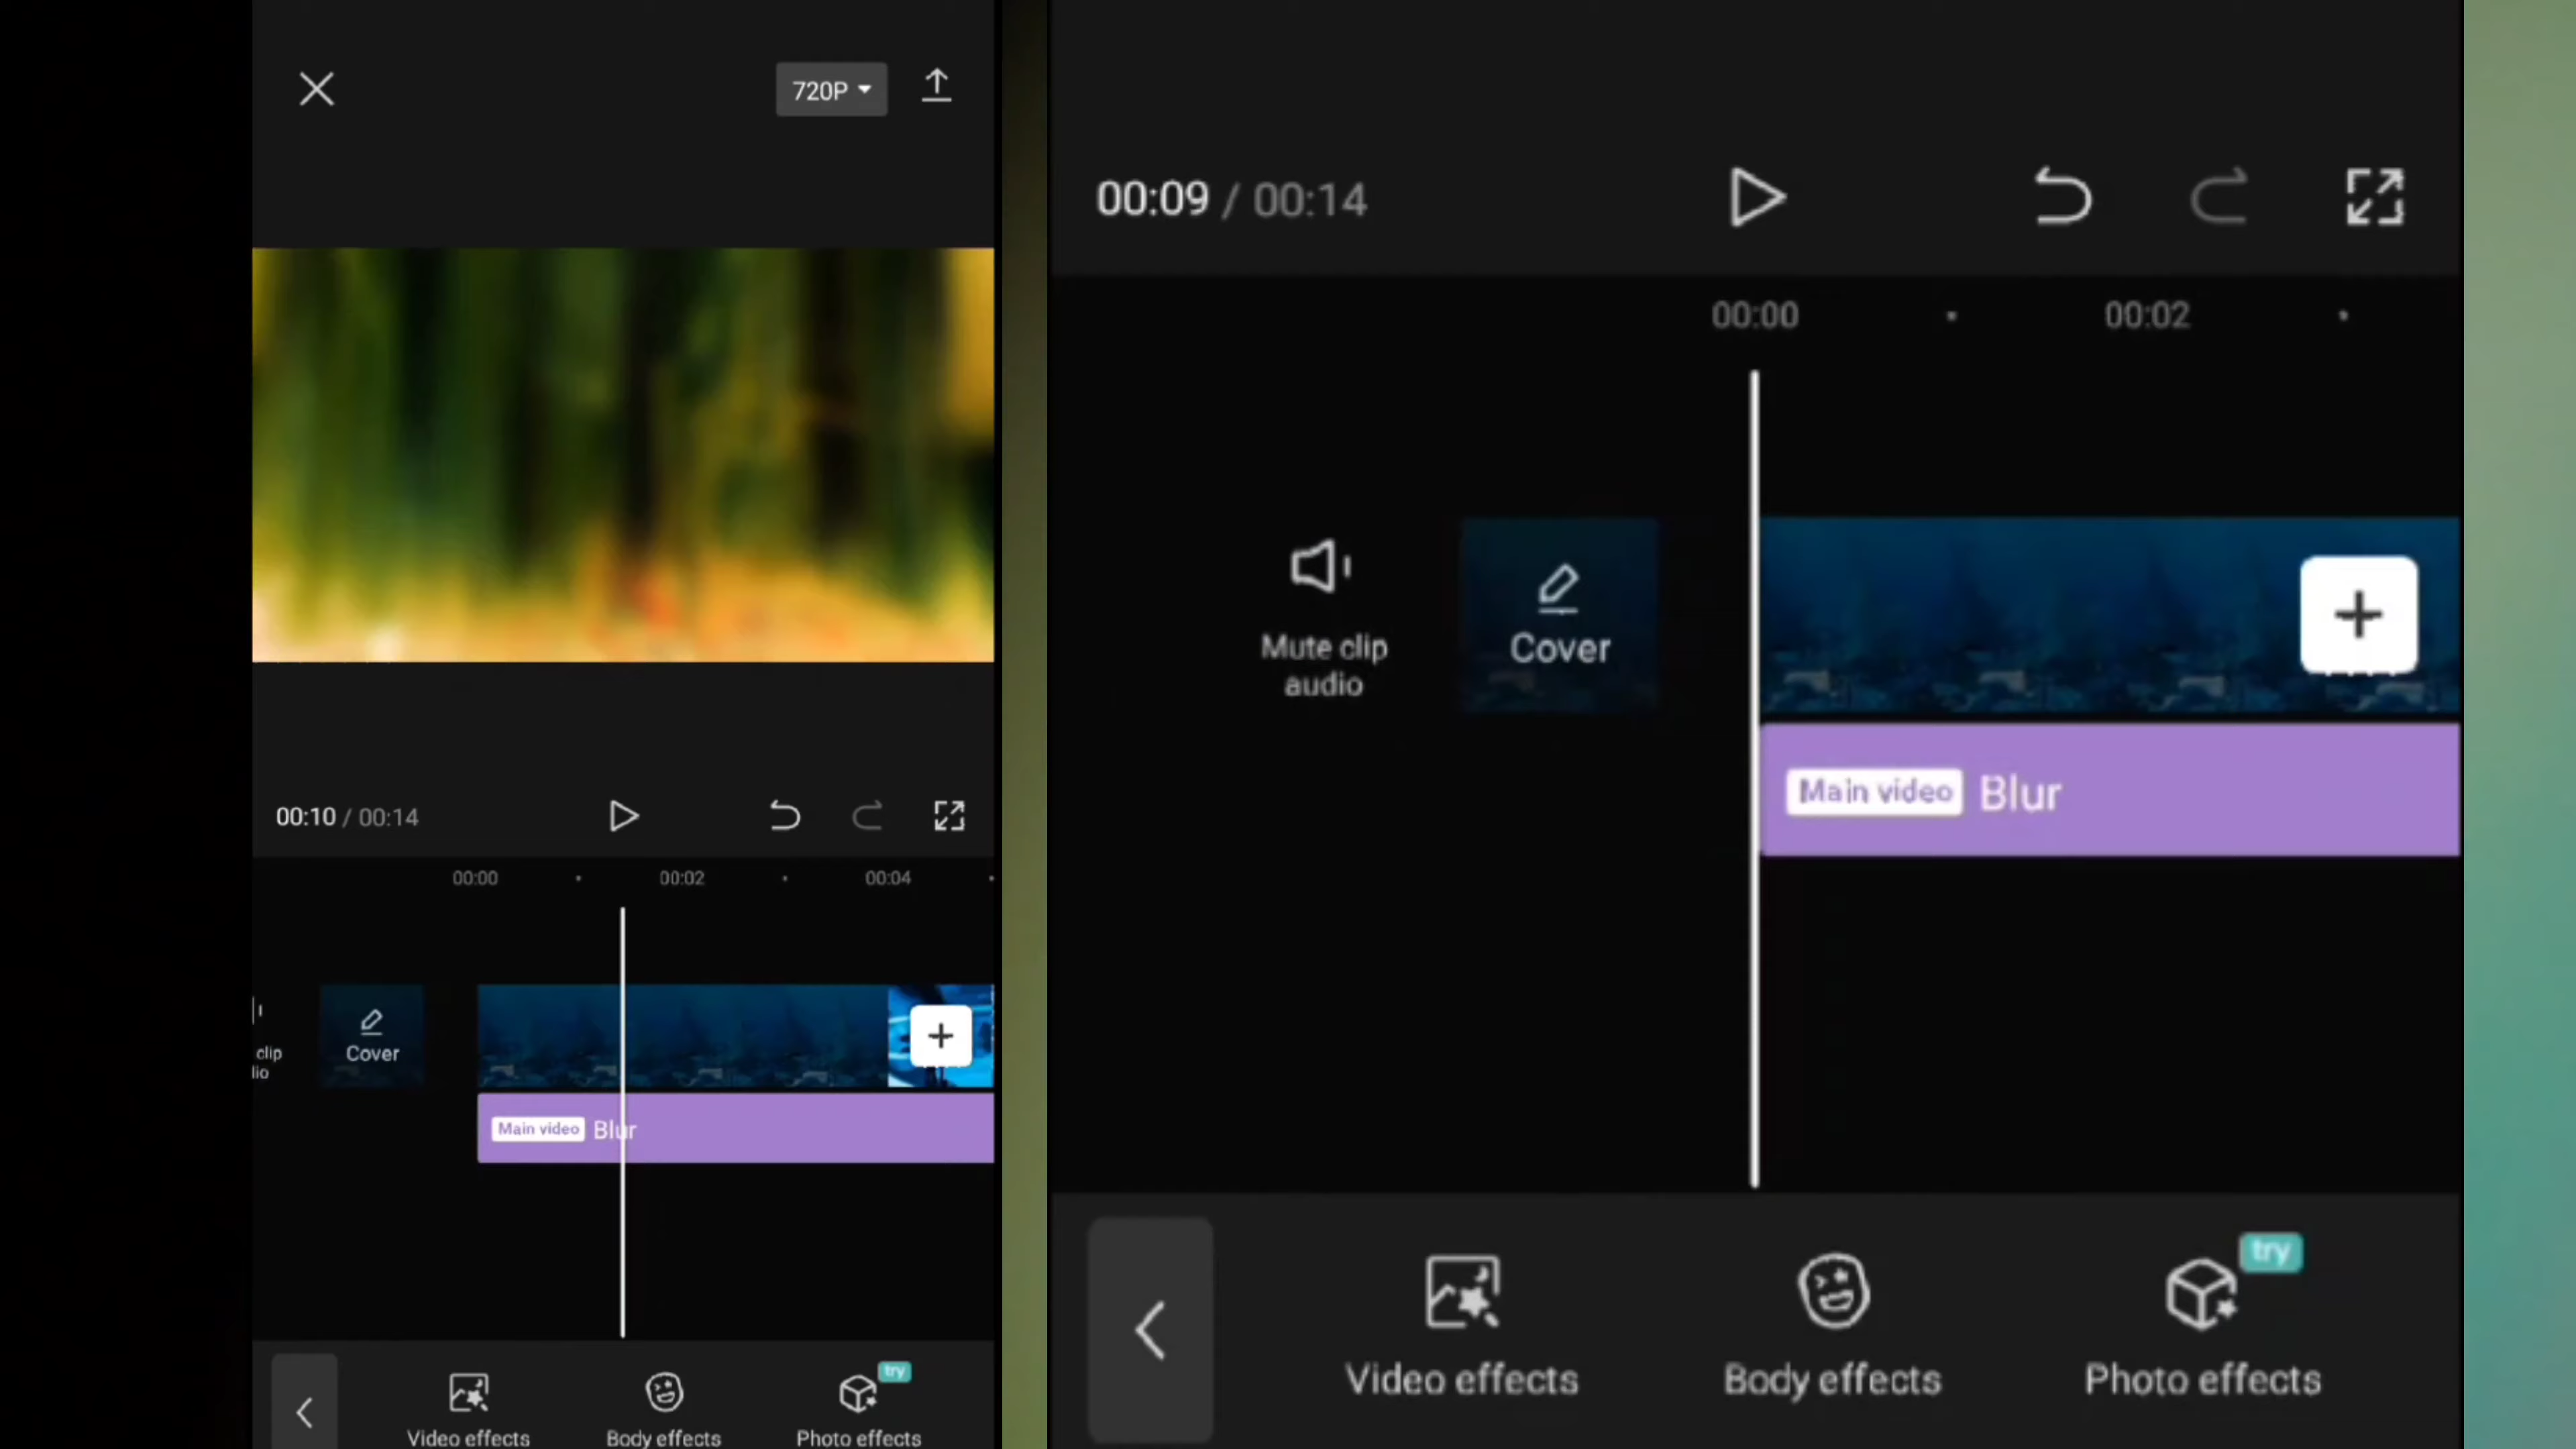 720P
00:10 / 00:14
00:00
00:02
00:04
clip
lio
Cover
Main video
Blur
try
Video effects
Body effects
Photo effects
00:09 / 00:14
00:00
00:02
Mute clip
audio
Cover
Main video
Blur
try
Video effects
Body effects
Photo effects